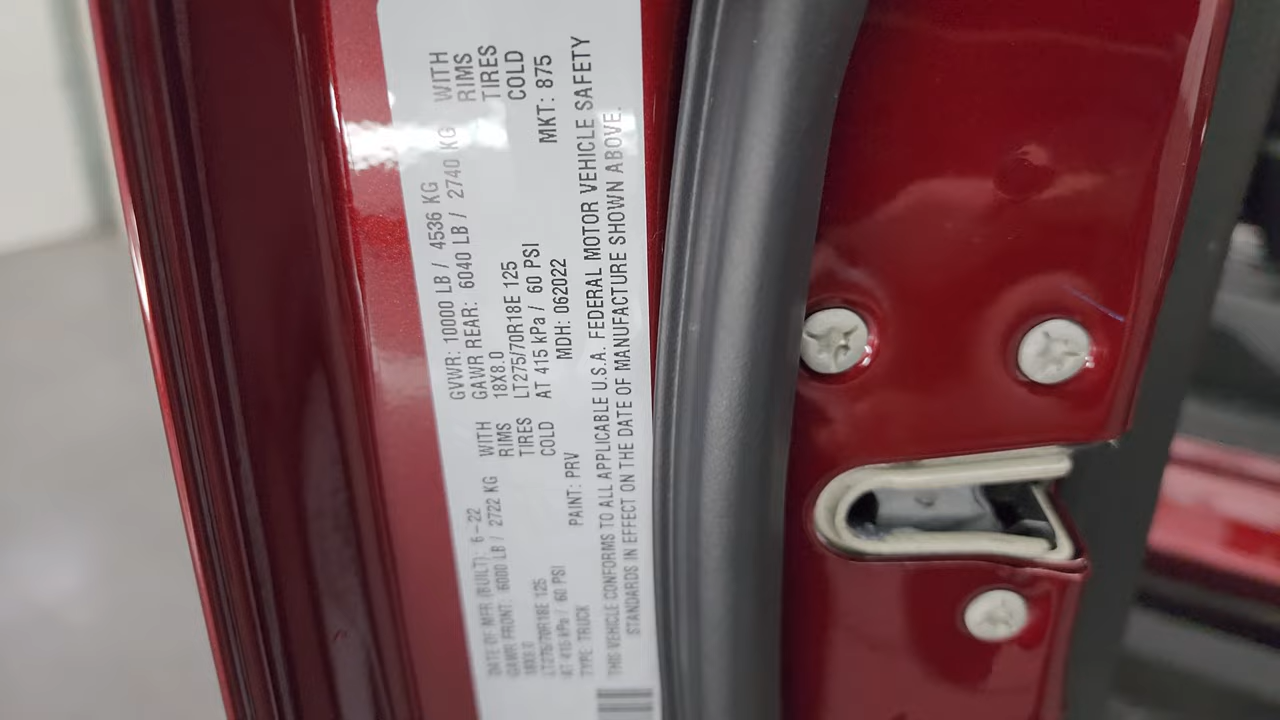 DATE OF MFR (BUILT): 6-22 GVWR: 10000 LB / 4536 KG
GAWR FRONT: 6000 LB / 2722 KG WITH GAWR REAR: 6040 LB / 2740 KG WITH
18X8.0 RIMS 18X8.0 RIMS
LT275/70R18E 125 TIRES LT275/70R18E 125 TIRES
AT 415 kPa / 60 PSI COLD AT 415 kPa / 60 PSI COLD
TYPE: TRUCK PAINT: PRV MDH: 062022 MKT: 875
THIS VEHICLE CONFORMS TO ALL APPLICABLE U.S.A. FEDERAL MOTOR VEHICLE SAFETY
STANDARDS IN EFFECT ON THE DATE OF MANUFACTURE SHOWN ABOVE.